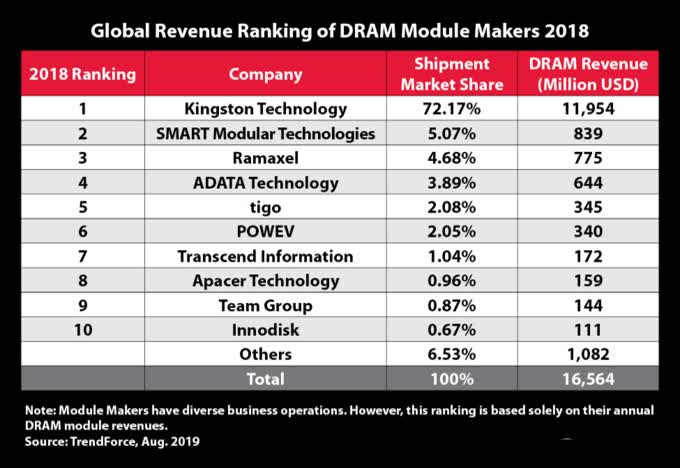 Global Revenue Ranking of DRAM Module Makers 2018
2018 Ranking Company Shipment Market Share DRAM Revenue (Million USD)
1 Kingston Technology 72.17% 11,954
2 SMART Modular Technologies 5.07% 839
3 Ramaxel 4.68% 775
4 ADATA Technology 3.89% 644
5 tigo 2.08% 345
6 POWEV 2.05% 340
7 Transcend Information 1.04% 172
8 Apacer Technology 0.96% 159
9 Team Group 0.87% 144
10 Innodisk 0.67% 111
Others 6.53% 1,082
Total 100% 16,564
Note: Module Makers have diverse business operations. However, this ranking is based solely on their annual
DRAM module revenues.
Source: TrendForce, Aug. 2019